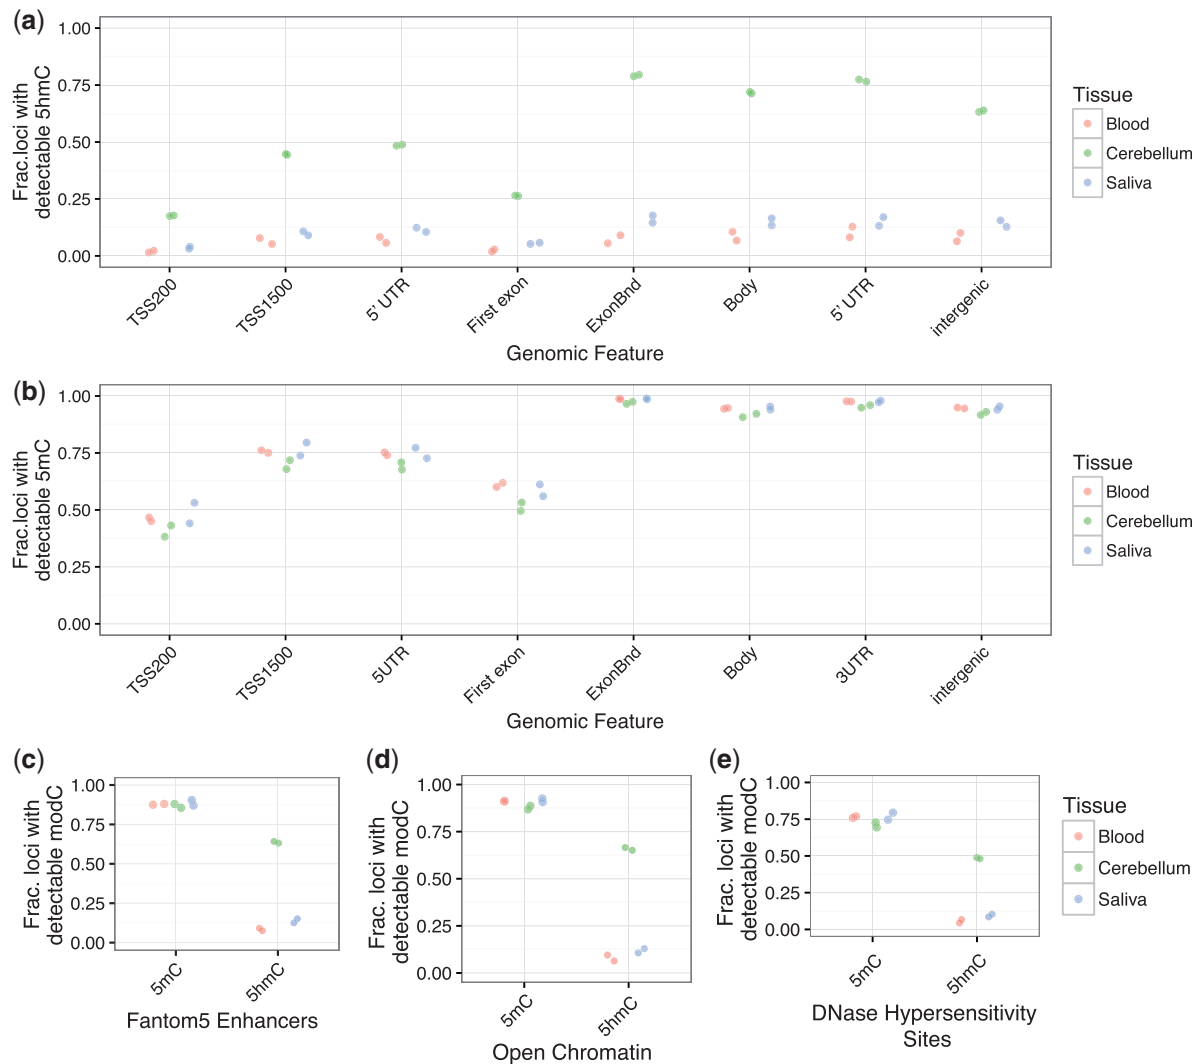 (a)
Frac.loci with
detectable 5hmC
1.00
0.75
0.50
0.25
0.00
TSS200
TSS1500
5' UTR
First exon
ExonBnd
Body
5' UTR
intergenic
Genomic Feature
Tissue
Blood
Cerebellum
Saliva
(b)
Frac.loci with
detectable 5mC
1.00
0.75
0.50
0.25
0.00
TSS200
TSS1500
5UTR
First exon
ExonBnd
Body
3UTR
intergenic
Genomic Feature
Tissue
Blood
Cerebellum
Saliva
(c)
Frac. loci with
detectable modC
1.00
0.75
0.50
0.25
0.00
5mC
5hmC
Fantom5 Enhancers
(d)
Frac. loci with
detectable modC
1.00
0.75
0.50
0.25
0.00
5mC
5hmC
Open Chromatin
(e)
Frac. loci with
detectable modC
1.00
0.75
0.50
0.25
0.00
5mC
5hmC
DNase Hypersensitivity
Sites
Tissue
Blood
Cerebellum
Saliva